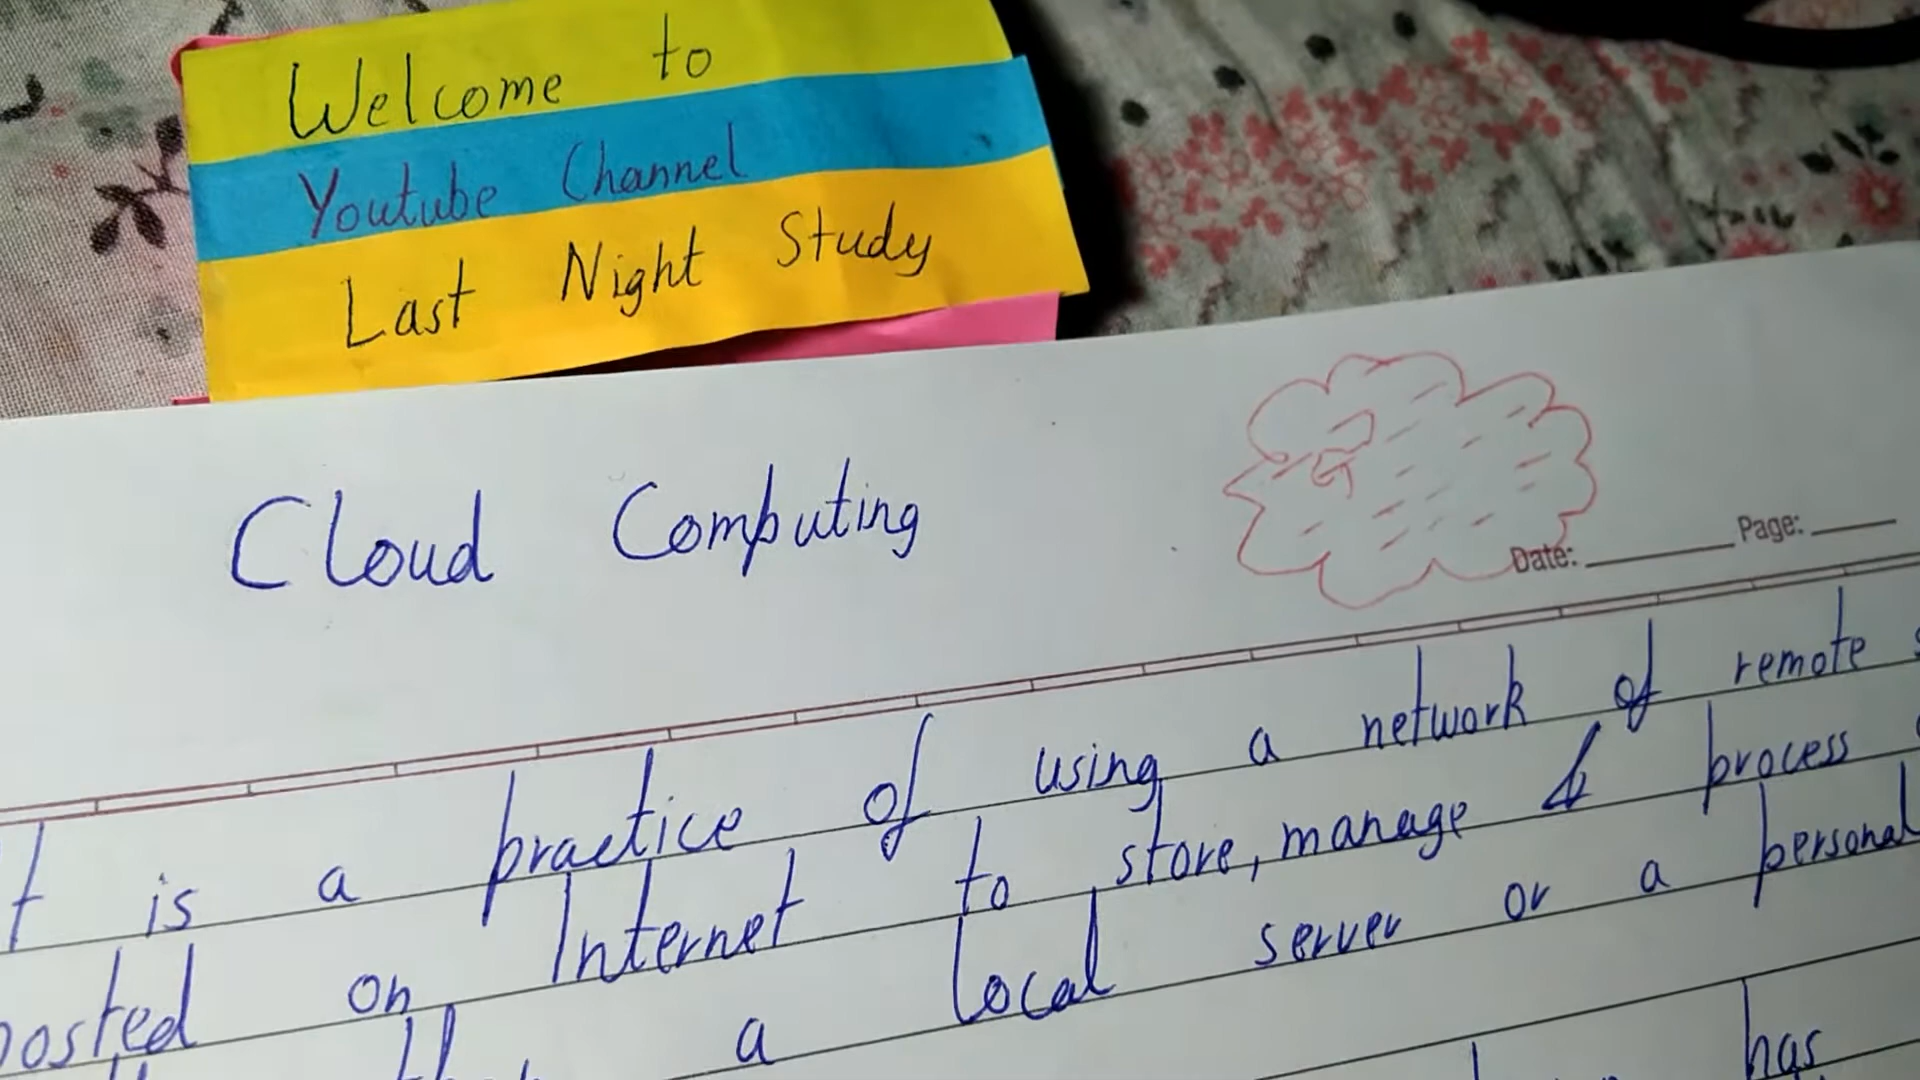 Welcome to
Youtube Channel
Last Night Study
Cloud Computing
Date: Page:
is a practice of using a network of remote
on Internet to store, manage & process
a local server or a personal
has